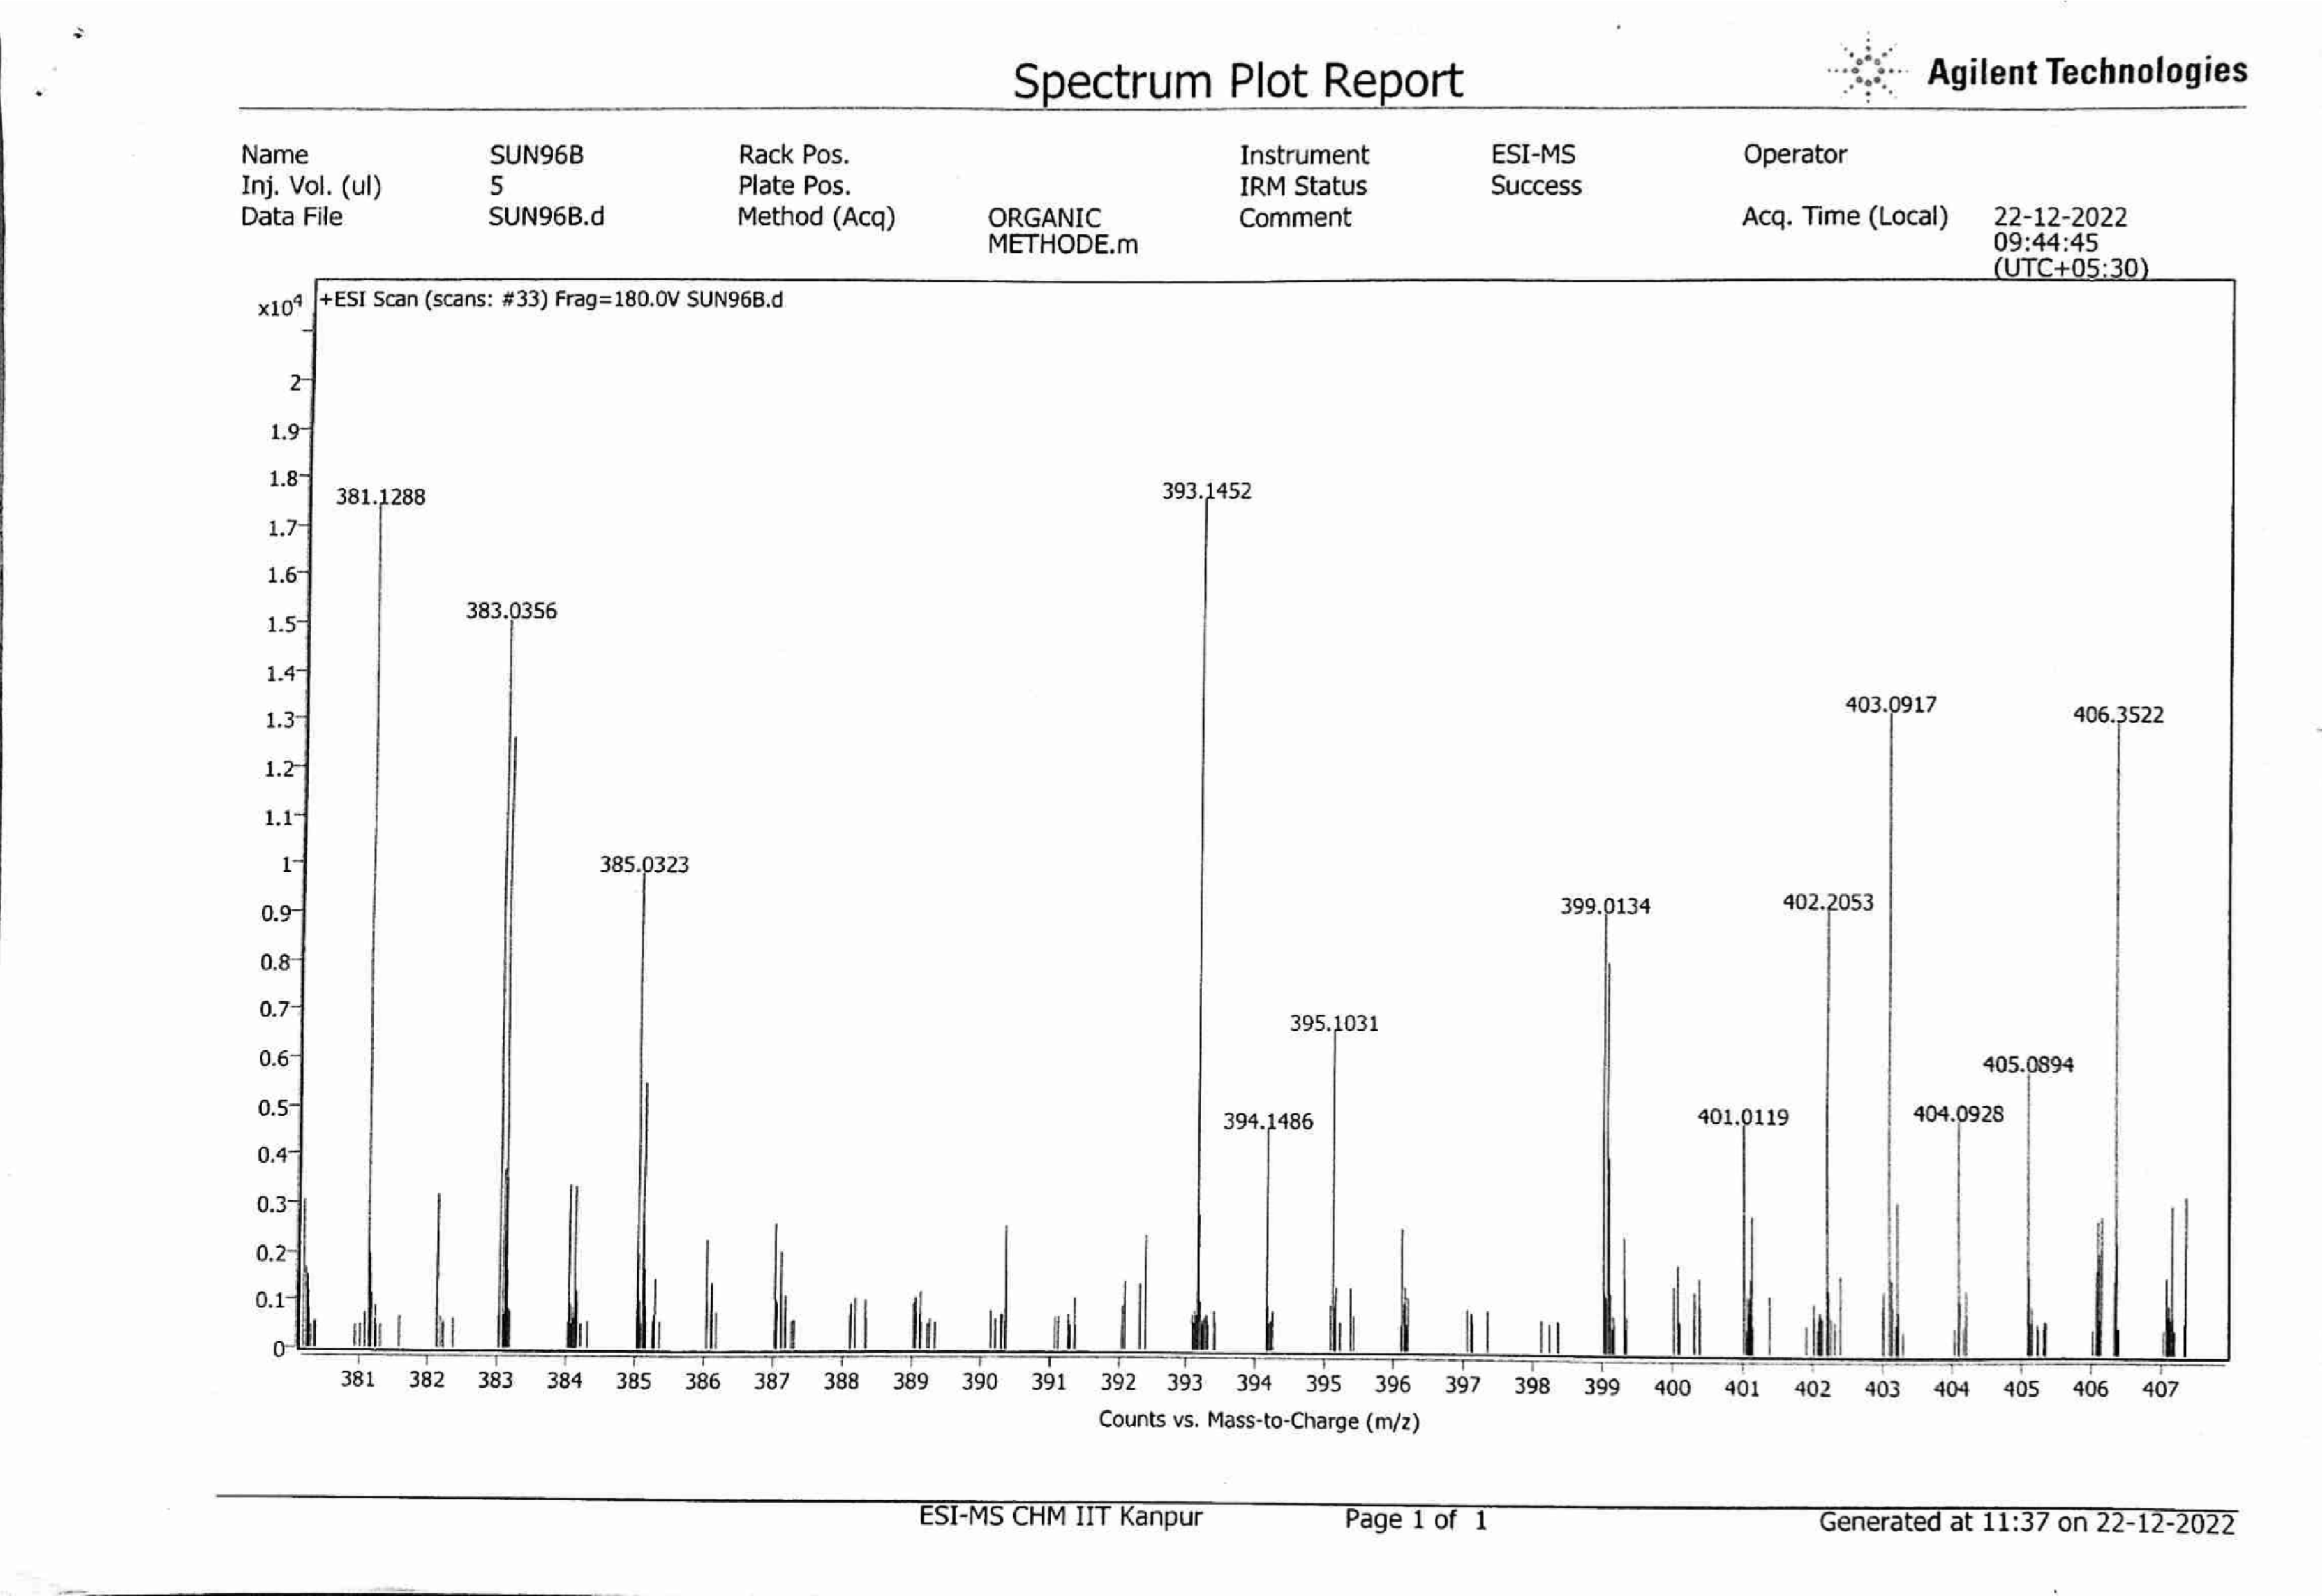 Spectrum Plot Report
Agilent Technologies
Name SUN96B Rack Pos. Instrument ESI-MS Operator
Inj. Vol. (ul) 5 Plate Pos. IRM Status Success
Data File SUN96B.d Method (Acq) ORGANIC Comment Acq. Time (Local) 22-12-2022
METHODE.m 09:44:45
(UTC+05:30)
x10⁴ +ESI Scan (scans: #33) Frag=180.0V SUN96B.d
2
1.9
1.8
381.1288 393.1452
1.7
1.6
383.0356
1.5
1.4
403.0917
1.3 406.3522
1.2
1.1
1 385.0323
0.9 399.0134 402.2053
0.8
0.7
395.1031
0.6 405.0894
0.5 394.1486 401.0119 404.0928
0.4
0.3
0.2
0.1
0
381 382 383 384 385 386 387 388 389 390 391 392 393 394 395 396 397 398 399 400 401 402 403 404 405 406 407
Counts vs. Mass-to-Charge (m/z)
ESI-MS CHM IIT Kanpur Page 1 of 1 Generated at 11:37 on 22-12-2022